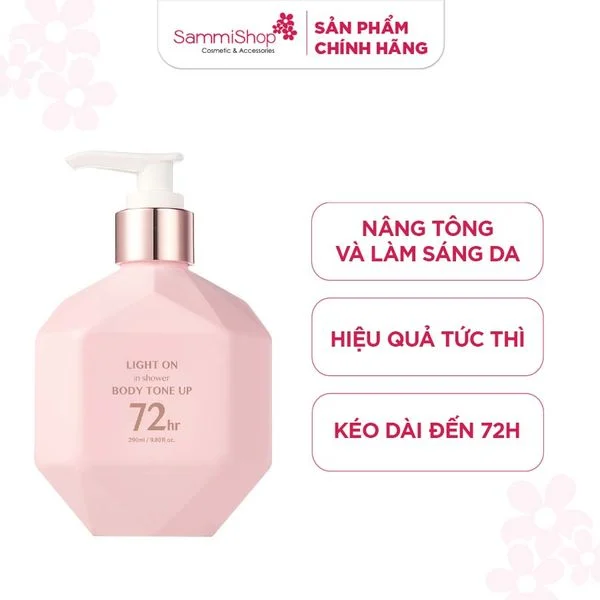 SammiShop
Cosmetic & Accessories
SẢN PHẨM
CHÍNH HÃNG
LIGHT ON
in shower
BODY TONE UP
72hr
290ml / 9.80fl.oz.
NÂNG TÔNG
VÀ LÀM SÁNG DA
HIỆU QUẢ TỨC THÌ
KÉO DÀI ĐẾN 72H